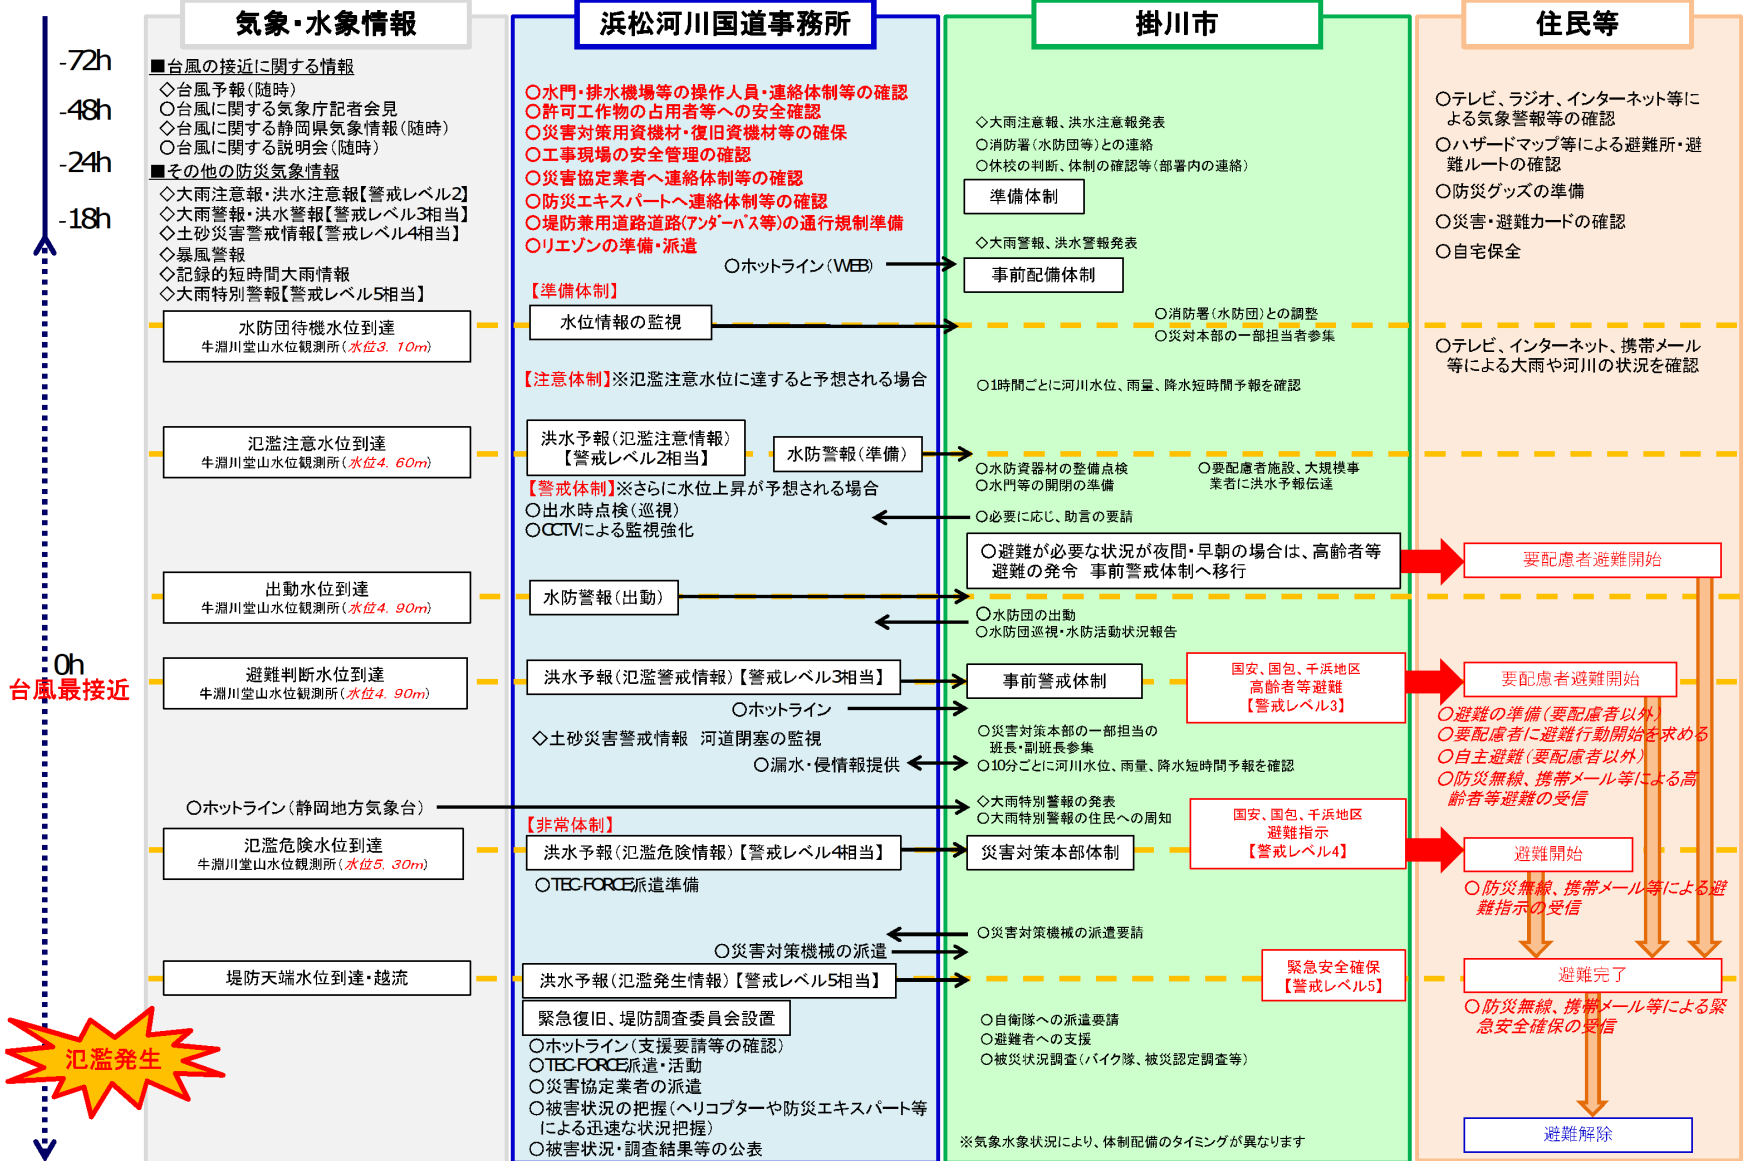 -72h
-48h
-24h
-18h
0h
台風最接近
氾濫発生
気象・水象情報
■台風の接近に関する情報
◇台風予報(随時)
○台風に関する気象庁記者会見
◇台風に関する静岡県気象情報(随時)
○台風に関する説明会(随時)
■その他の防災気象情報
◇大雨注意報・洪水注意報【警戒レベル2】
◇大雨警報・洪水警報【警戒レベル3相当】
◇土砂災害警戒情報【警戒レベル4相当】
◇暴風警報
◇記録的短時間大雨情報
◇大雨特別警報【警戒レベル5相当】
水防団待機水位到達
牛淵川堂山水位観測所(水位3.10m)
氾濫注意水位到達
牛淵川堂山水位観測所(水位4.60m)
出動水位到達
牛淵川堂山水位観測所(水位4.90m)
避難判断水位到達
牛淵川堂山水位観測所(水位4.90m)
○ホットライン(静岡地方気象台)
氾濫危険水位到達
牛淵川堂山水位観測所(水位5.30m)
堤防天端水位到達・越流
浜松河川国道事務所
○水門・排水機場等の操作人員・連絡体制等の確認
○許可工作物の占用者等への安全確認
○災害対策用資機材・復旧資機材等の確保
○工事現場の安全管理の確認
○災害協定業者へ連絡体制等の確認
○防災エキスパートへ連絡体制等の確認
○堤防兼用道路道路(アンダーパス等)の通行規制準備
○リエゾンの準備・派遣
○ホットライン(WEB)
【準備体制】
水位情報の監視
【注意体制】※氾濫注意水位に達すると予想される場合
洪水予報(氾濫注意情報)
【警戒レベル2相当】
水防警報(準備)
【警戒体制】※さらに水位上昇が予想される場合
○出水時点検(巡視)
○CCTVによる監視強化
水防警報(出動)
洪水予報(氾濫警戒情報)【警戒レベル3相当】
○ホットライン
◇土砂災害警戒情報 河道閉塞の監視
○漏水・侵情報提供
【非常体制】
洪水予報(氾濫危険情報)【警戒レベル4相当】
○TEC-FORCE派遣準備
○災害対策機械の派遣
洪水予報(氾濫発生情報)【警戒レベル5相当】
緊急復旧、堤防調査委員会設置
○ホットライン(支援要請等の確認)
○TEC-FORCE派遣・活動
○災害協定業者の派遣
○被害状況の把握(ヘリコプターや防災エキスパート等
による迅速な状況把握)
○被害状況・調査結果等の公表
掛川市
◇大雨注意報、洪水注意報発表
○消防署(水防団等)との連絡
○休校の判断、体制の確認等(部署内の連絡)
準備体制
◇大雨警報、洪水警報発表
事前配備体制
○消防署(水防団)との調整
○災対本部の一部担当者参集
○1時間ごとに河川水位、雨量、降水短時間予報を確認
○水防資器材の整備点検
○水門等の開閉の準備
○要配慮者施設、大規模事
業者に洪水予報伝達
○必要に応じ、助言の要請
○避難が必要な状況が夜間・早朝の場合は、高齢者等
避難の発令 事前警戒体制へ移行
○水防団の出動
○水防団巡視・水防活動状況報告
事前警戒体制
国安、国包、千浜地区
高齢者等避難
【警戒レベル3】
○災害対策本部の一部担当の
班長・副班長参集
○10分ごとに河川水位、雨量、降水短時間予報を確認
◇大雨特別警報の発表
○大雨特別警報の住民への周知
国安、国包、千浜地区
避難指示
【警戒レベル4】
災害対策本部体制
○災害対策機械の派遣要請
緊急安全確保
【警戒レベル5】
○自衛隊への派遣要請
○避難者への支援
○被災状況調査(バイク隊、被災認定調査等)
※気象水象状況により、体制配備のタイミングが異なります
住民等
○テレビ、ラジオ、インターネット等に
よる気象警報等の確認
○ハザードマップ等による避難所・避
難ルートの確認
○防災グッズの準備
○災害・避難カードの確認
○自宅保全
○テレビ、インターネット、携帯メール
等による大雨や河川の状況を確認
要配慮者避難開始
要配慮者避難開始
○避難の準備(要配慮者以外)
○要配慮者に避難行動開始を求める
○自主避難(要配慮者以外)
○防災無線、携帯メール等による高
齢者等避難の受信
避難開始
○防災無線、携帯メール等による避
難指示の受信
避難完了
○防災無線、携帯メール等による緊
急安全確保の受信
避難解除